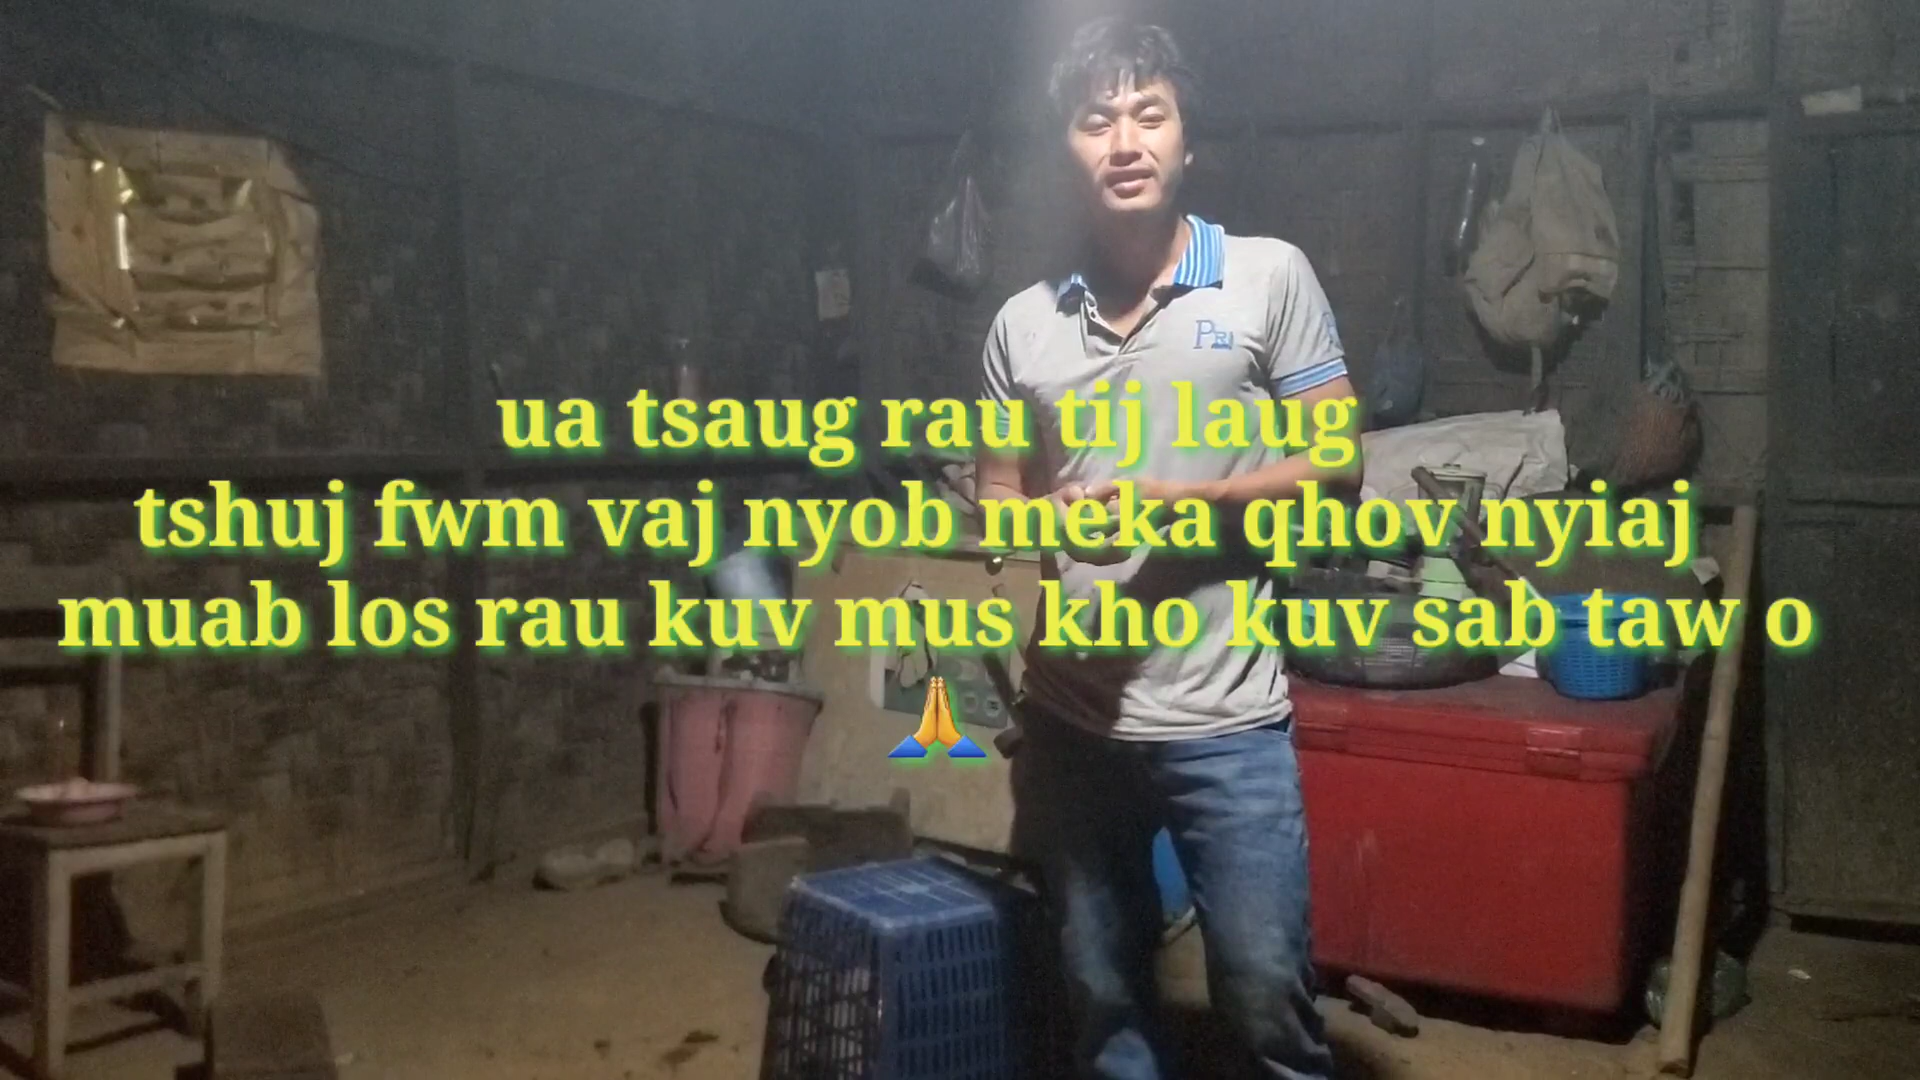 ua tsaug rau tij laug
tshuj fwm vaj nyob meka qhov nyiaj
muab los rau kuv mus kho kuv sab taw o
🙏